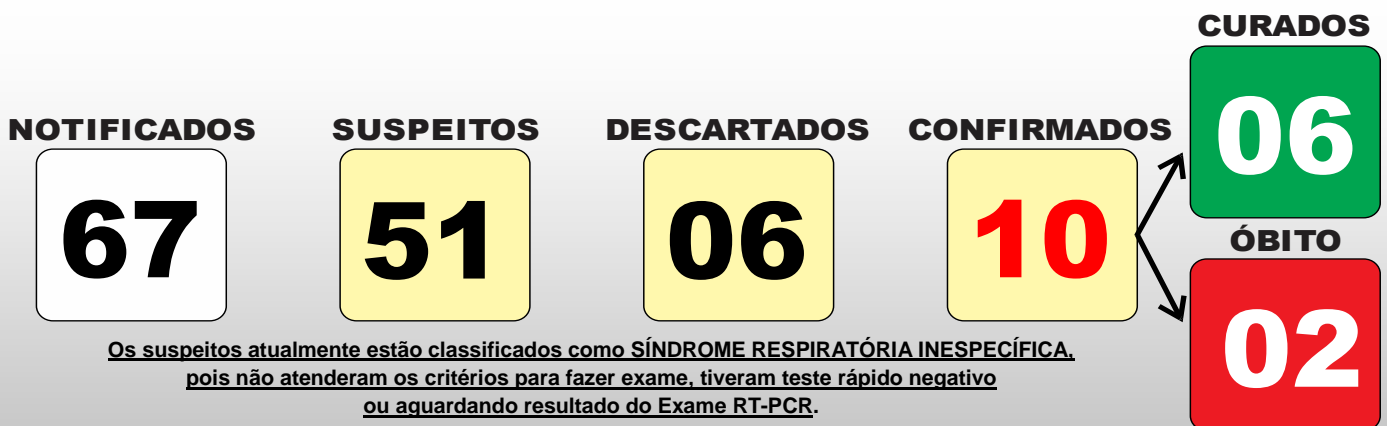 NOTIFICADOS
67
SUSPEITOS
51
DESCARTADOS
06
CONFIRMADOS
10
CURADOS
06
ÓBITO
02
Os suspeitos atualmente estão classificados como SÍNDROME RESPIRATÓRIA INESPECÍFICA,
pois não atenderam os critérios para fazer exame, tiveram teste rápido negativo
ou aguardando resultado do Exame RT-PCR.